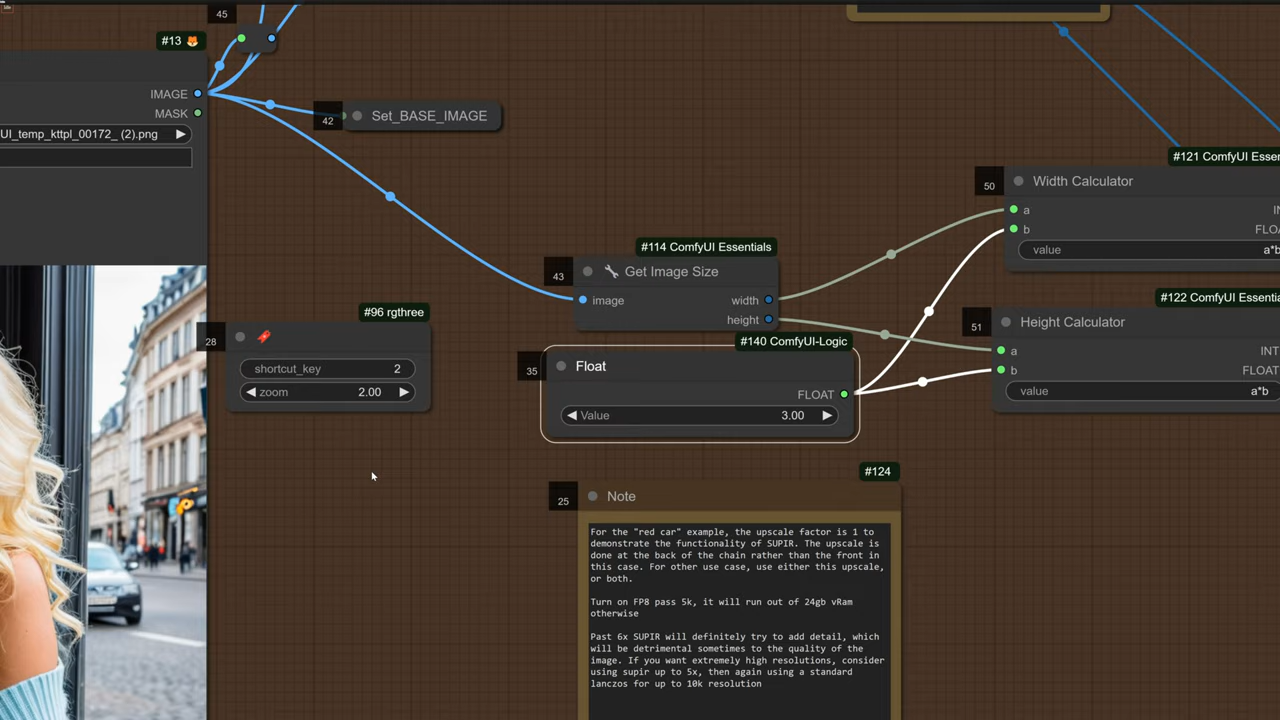 Idle
45
#13
IMAGE
MASK
UI_temp_kttpl_00172_ (2).png
42
Set_BASE_IMAGE
#121 ComfyUI Essen
50
Width Calculator
a
IN
b
FLOA
value
a*b
#114 ComfyUI Essentials
43
Get Image Size
image
width
height
#122 ComfyUI Essentia
51
Height Calculator
a
INT
b
FLOAT
value
a*b
#96 rgthree
28
shortcut_key
2
zoom
2.00
#140 ComfyUI-Logic
35
Float
FLOAT
Value
3.00
#124
25
Note
For the "red car" example, the upscale factor is 1 to
demonstrate the functionality of SUPIR. The upscale is
done at the back of the chain rather than the front in
this case. For other use case, use either this upscale,
or both.
Turn on FP8 pass 5k, it will run out of 24gb vRam
otherwise
Past 6x SUPIR will definitely try to add detail, which
will be detrimental sometimes to the quality of the
image. If you want extremely high resolutions, consider
using supir up to 5x, then again using a standard
lanczos for up to 10k resolution